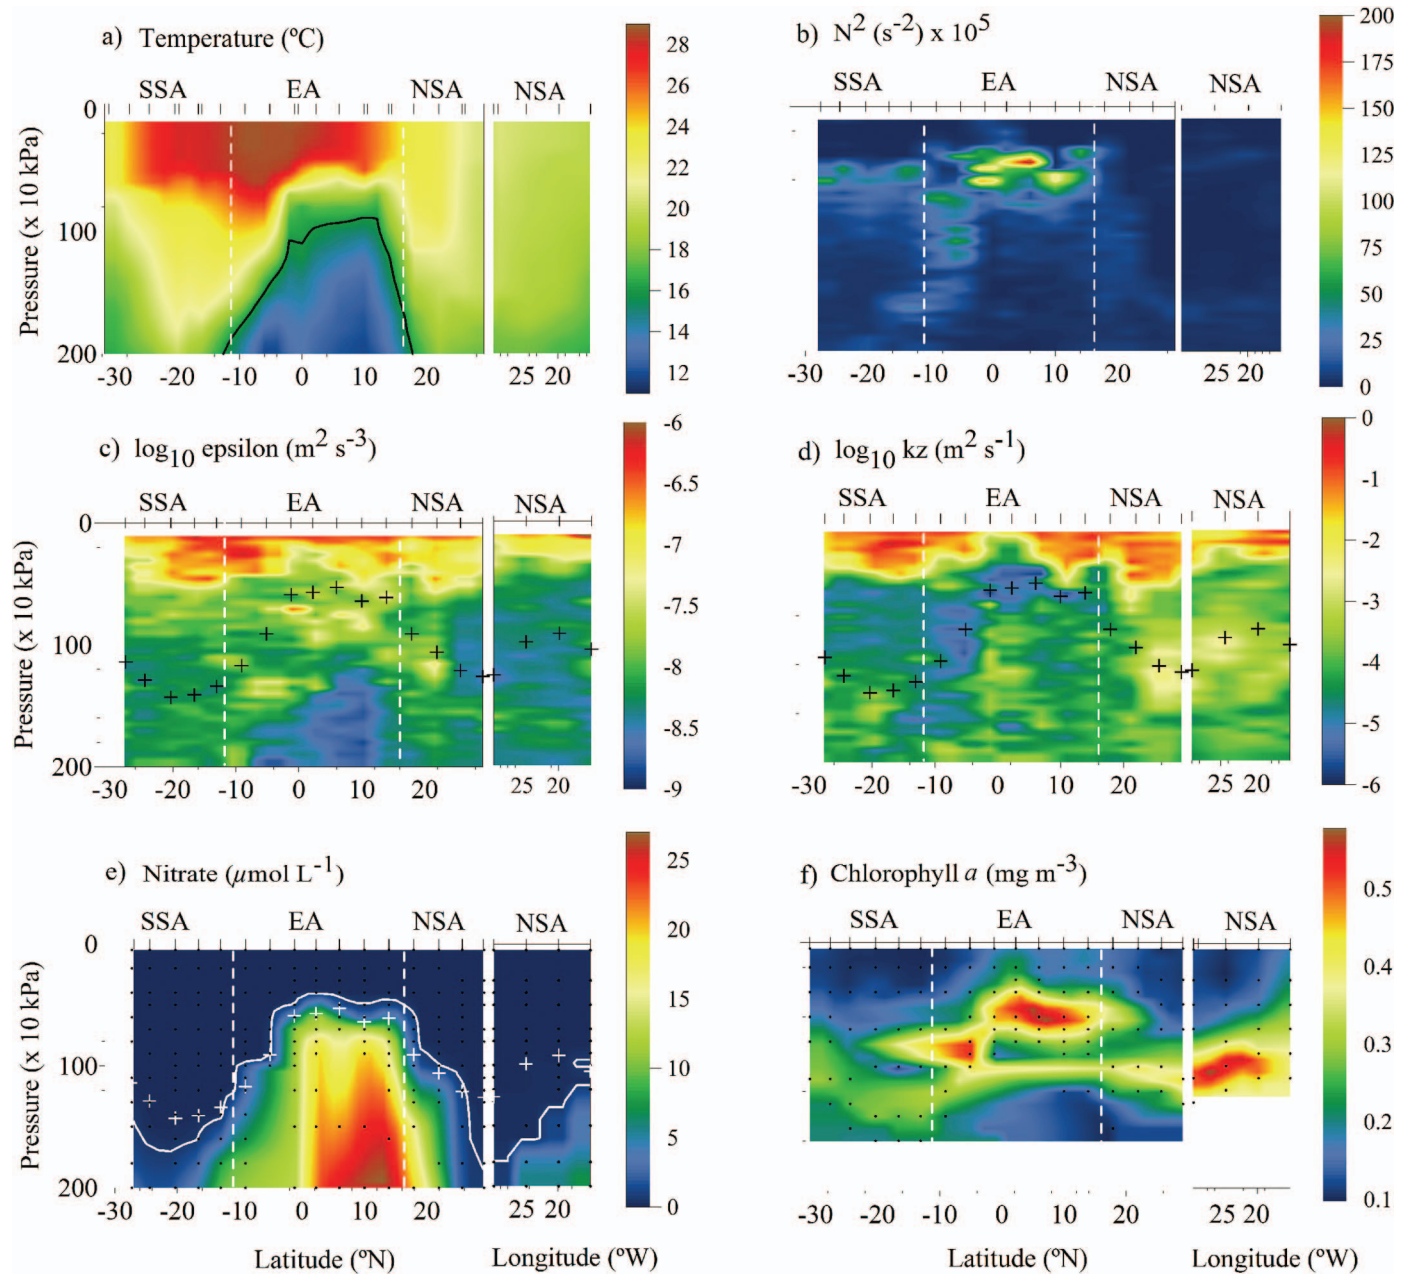 a) Temperature (ºC)
SSA EA NSA NSA
0
100
200
Pressure (x 10 kPa)
-30 -20 -10 0 10 20 25 20
28
26
24
22
20
18
16
14
12
b) N² (s⁻²) x 10⁵
SSA EA NSA NSA
-30 -20 -10 0 10 20 25 20
200
175
150
125
100
75
50
25
0
c) log₁₀ epsilon (m² s⁻³)
SSA EA NSA NSA
0
100
200
Pressure (x 10 kPa)
-30 -20 -10 0 10 20 25 20
-6
-6.5
-7
-7.5
-8
-8.5
-9
d) log₁₀ kz (m² s⁻¹)
SSA EA NSA NSA
-30 -20 -10 0 10 20 25 20
0
-1
-2
-3
-4
-5
-6
e) Nitrate (µmol L⁻¹)
SSA EA NSA NSA
0
100
200
Pressure (x 10 kPa)
-30 -20 -10 0 10 20 25 20
Latitude (ºN) Longitude (ºW)
25
20
15
10
5
0
f) Chlorophyll a (mg m⁻³)
SSA EA NSA NSA
-30 -20 -10 0 10 20 25 20
Latitude (ºN) Longitude (ºW)
0.5
0.4
0.3
0.2
0.1